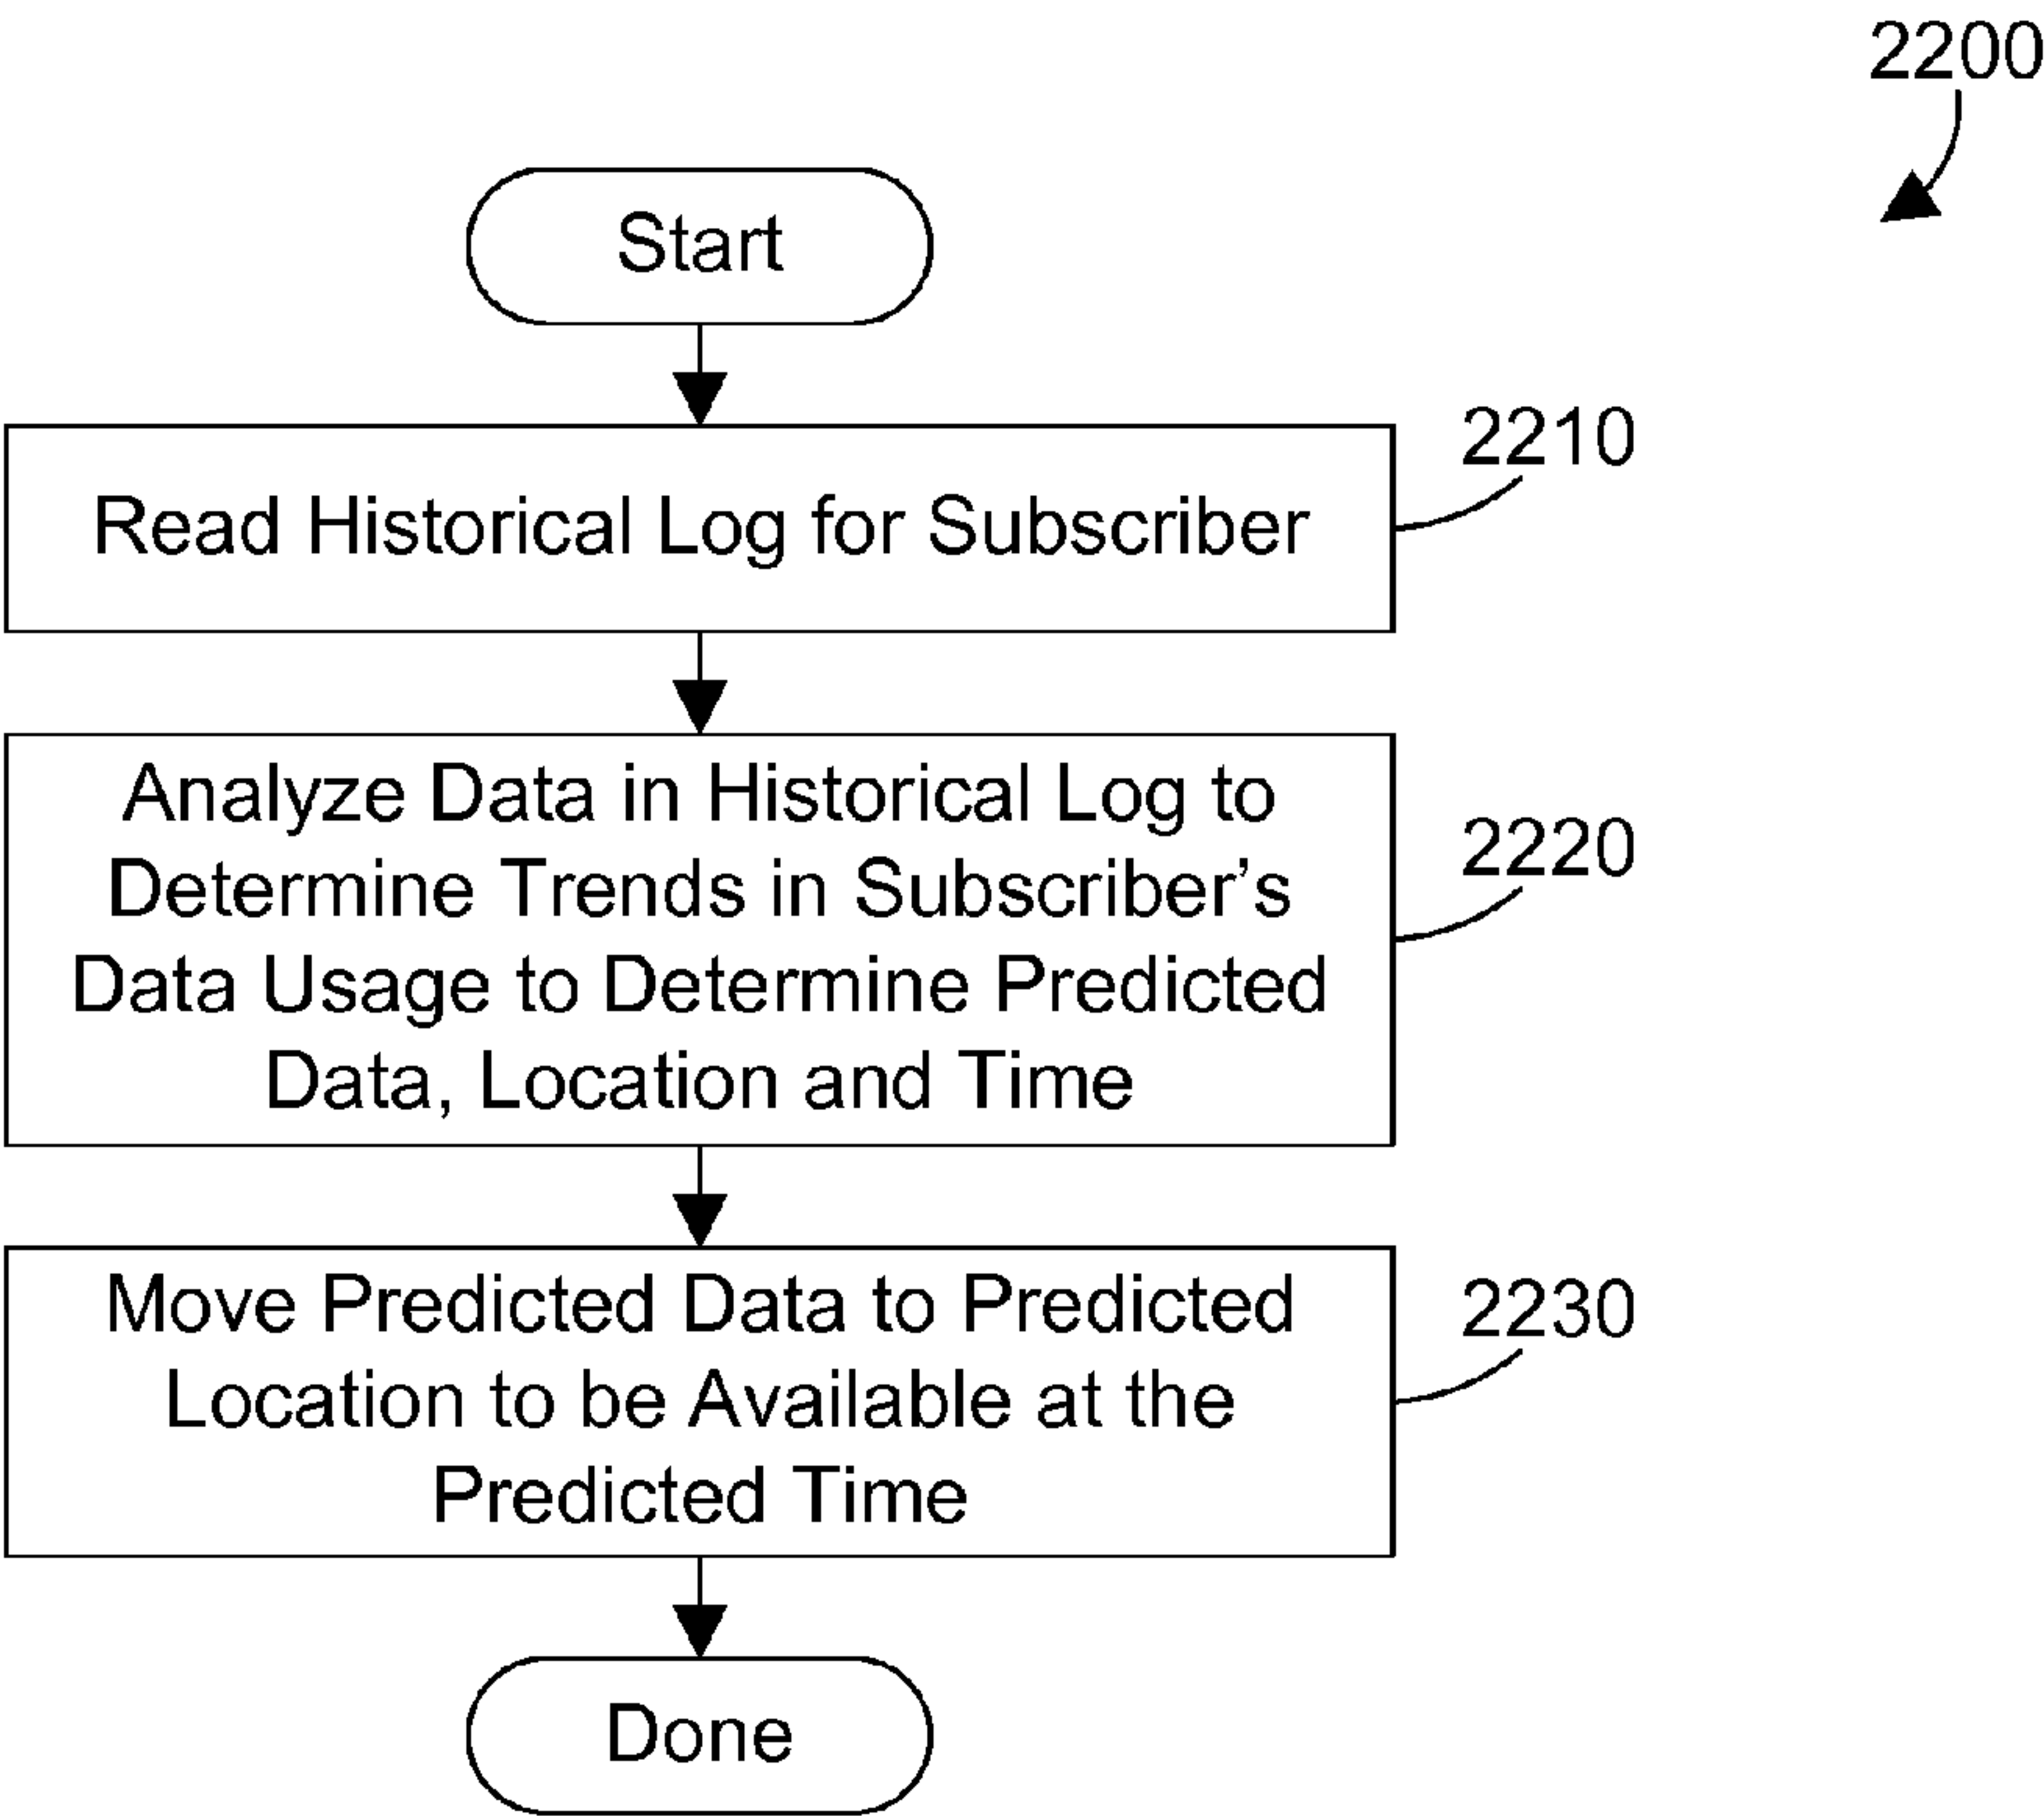 2200
Start
Read Historical Log for Subscriber
2210
Analyze Data in Historical Log to
Determine Trends in Subscriber's
Data Usage to Determine Predicted
Data, Location and Time
2220
Move Predicted Data to Predicted
Location to be Available at the
Predicted Time
2230
Done